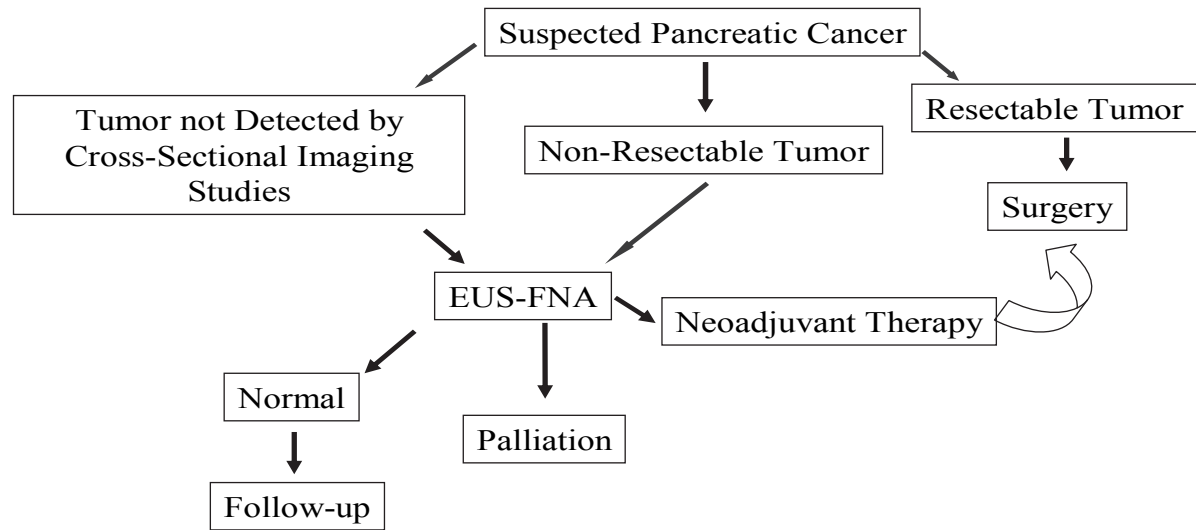 Suspected Pancreatic Cancer
Tumor not Detected by
Cross-Sectional Imaging
Studies
Non-Resectable Tumor
Resectable Tumor
Surgery
EUS-FNA
Neoadjuvant Therapy
Normal
Palliation
Follow-up